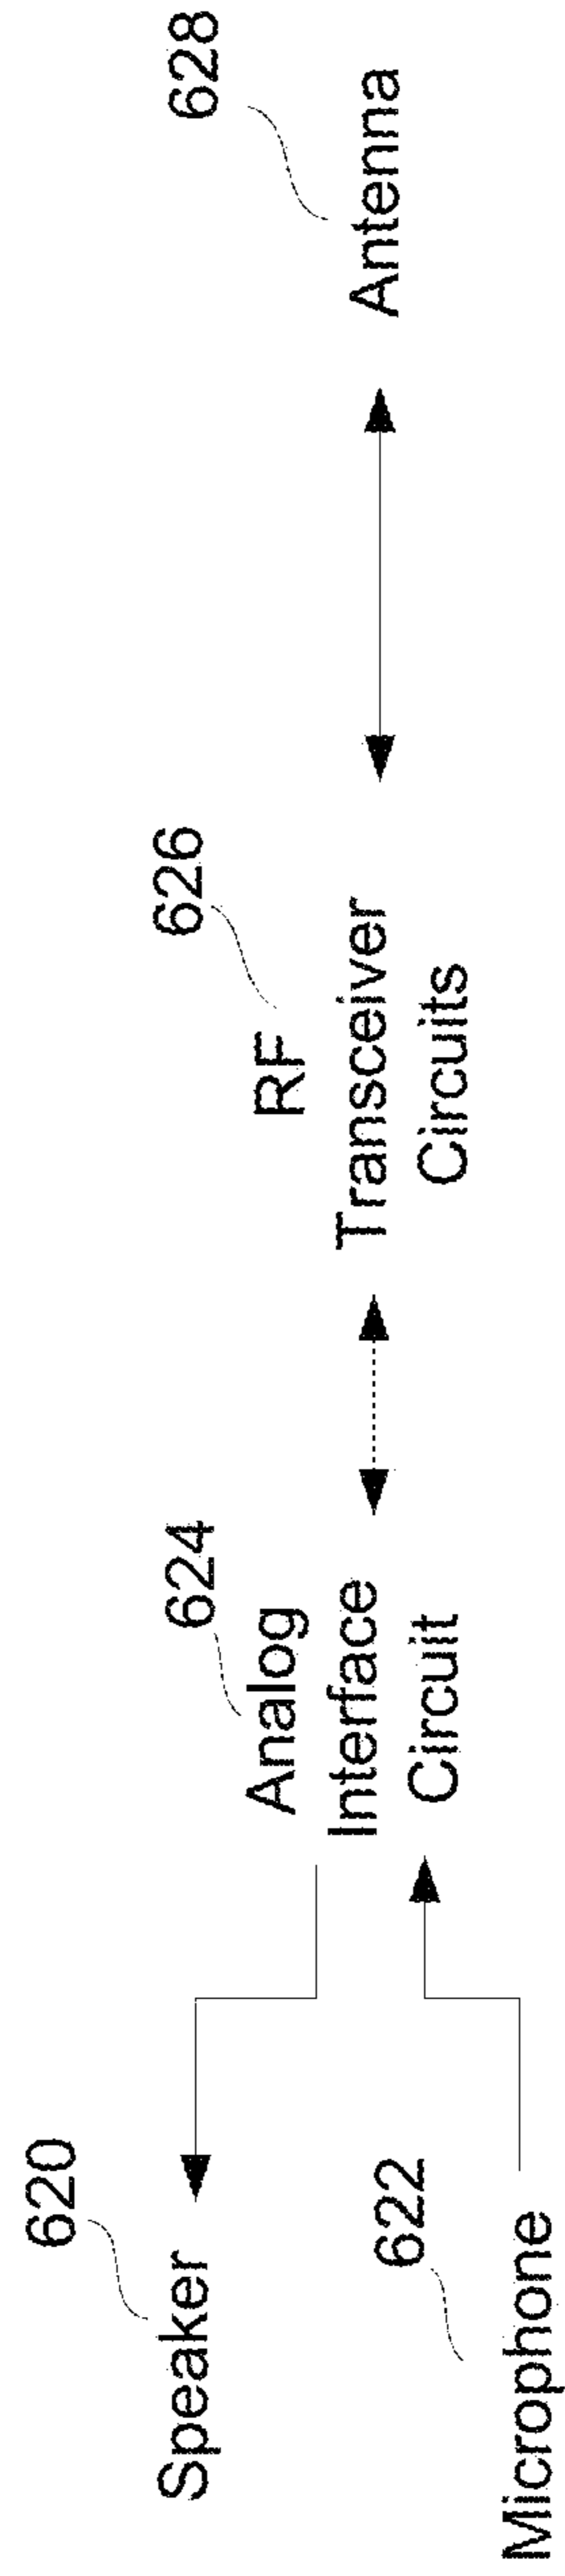 620
Speaker
622
Microphone
624
Analog
Interface
Circuit
626
RF
Transceiver
Circuits
628
Antenna